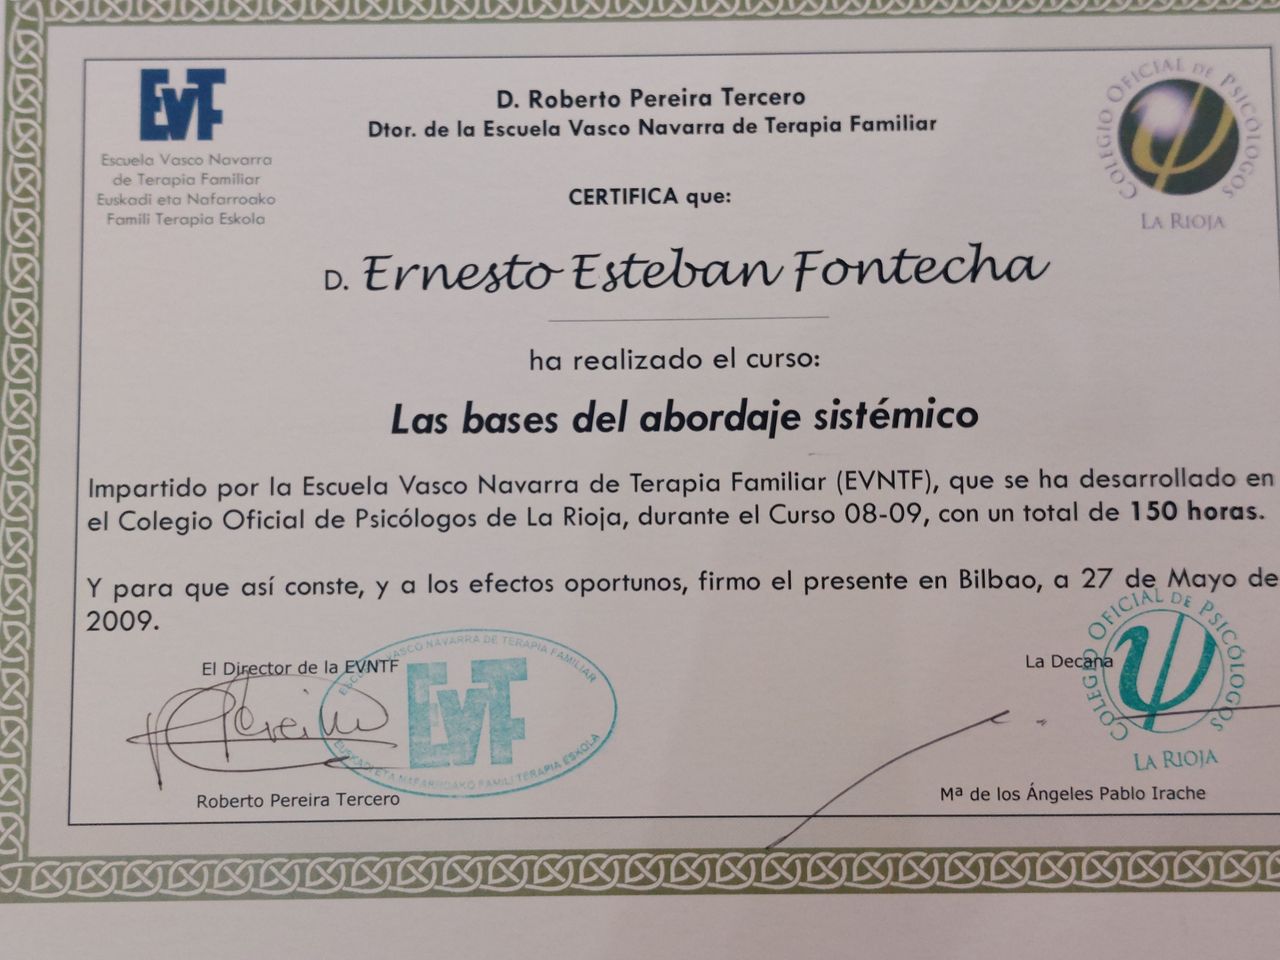 EVTF
Escuela Vasco Navarra
de Terapia Familiar
Euskadi eta Nafarroako
Famili Terapia Eskola
D. Roberto Pereira Tercero
Dtor. de la Escuela Vasco Navarra de Terapia Familiar
COLEGIO OFICIAL DE PSICÓLOGOS
LA RIOJA
CERTIFICA que:
D. Ernesto Esteban Fontecha
ha realizado el curso:
Las bases del abordaje sistémico
Impartido por la Escuela Vasco Navarra de Terapia Familiar (EVNTF), que se ha desarrollado en
el Colegio Oficial de Psicólogos de La Rioja, durante el Curso 08-09, con un total de 150 horas.
Y para que así conste, y a los efectos oportunos, firmo el presente en Bilbao, a 27 de Mayo de
2009.
El Director de la EVNTF
ESCUELA VASCO NAVARRA DE TERAPIA FAMILIAR
EVTF
EUSKADI ETA NAFARROAKO FAMILI TERAPIA ESKOLA
Roberto Pereira Tercero
La Decana
COLEGIO OFICIAL DE PSICÓLOGOS
LA RIOJA
Mª de los Ángeles Pablo Irache